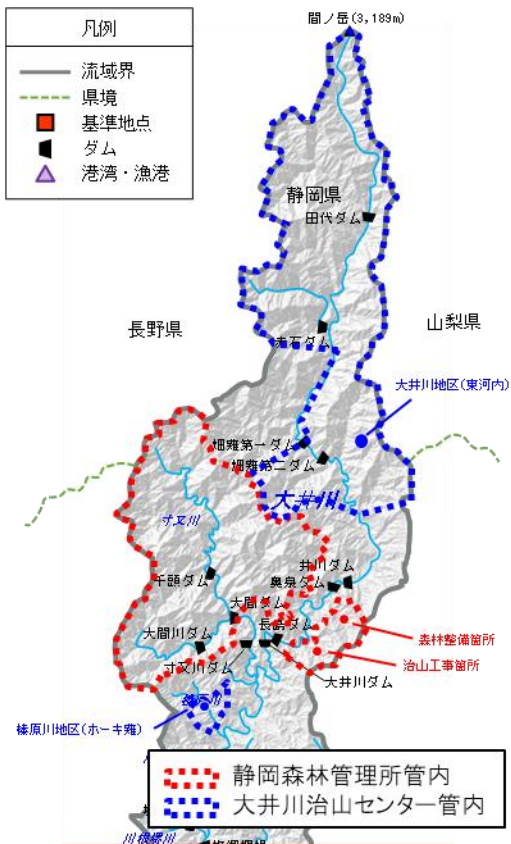 凡例
流域界
県境
基準地点
ダム
港湾・漁港
間ノ岳(3,189m)
静岡県
田代ダム
長野県
山梨県
赤石ダム
大井川地区(東河内)
畑薙第一ダム
畑薙第二ダム
大井川
寸又川
井川ダム
千頭ダム
奥泉ダム
大間ダム
長島ダム
大間川ダム
森林整備箇所
治山工事箇所
寸又川ダム
大井川ダム
榛原川
榛原川地区(ホーキ薙)
静岡森林管理所管内
大井川治山センター管内